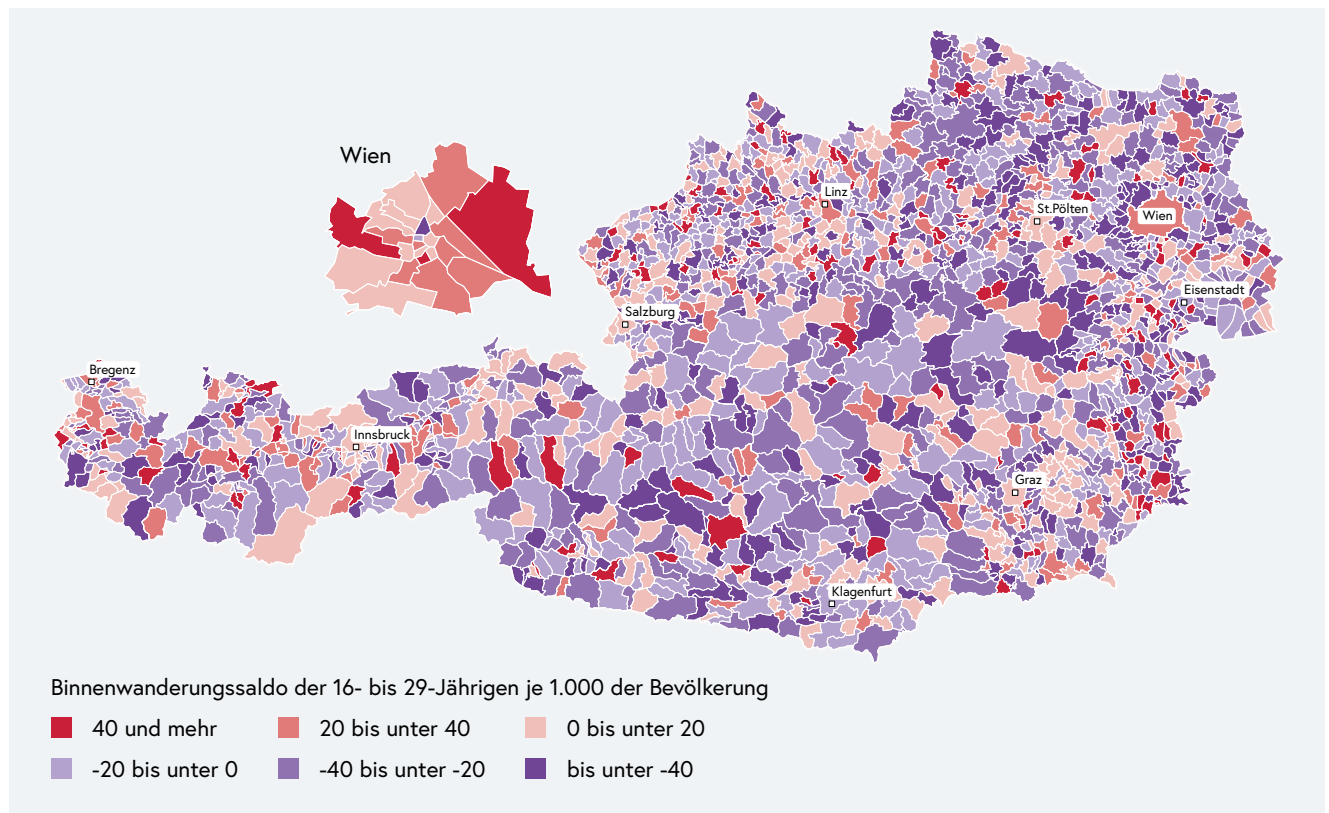 Wien
Linz
St.Pölten
Wien
Eisenstadt
Salzburg
Bregenz
Innsbruck
Graz
Klagenfurt
Binnenwanderungssaldo der 16- bis 29-Jährigen je 1.000 der Bevölkerung
40 und mehr
20 bis unter 40
0 bis unter 20
-20 bis unter 0
-40 bis unter -20
bis unter -40